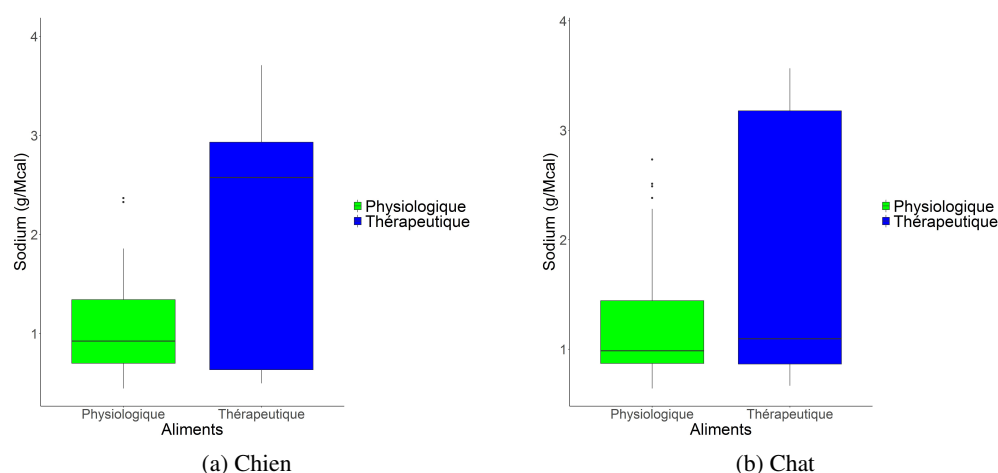 4
3
2
1
Sodium (g/Mcal)
Physiologique
Thérapeutique
Aliments
Physiologique
Thérapeutique
(a) Chien
4
3
2
1
Sodium (g/Mcal)
Physiologique
Thérapeutique
Aliments
Physiologique
Thérapeutique
(b) Chat